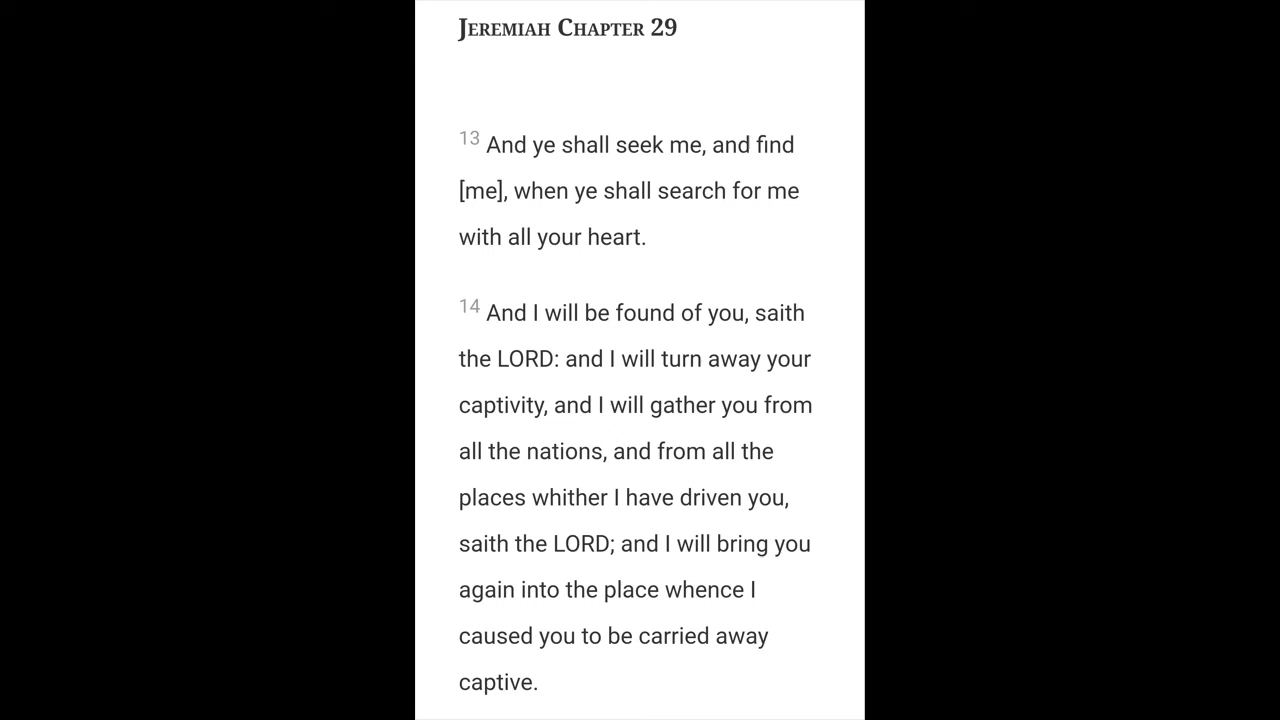 Jeremiah Chapter 29
13 And ye shall seek me, and find
[me], when ye shall search for me
with all your heart.
14 And I will be found of you, saith
the LORD: and I will turn away your
captivity, and I will gather you from
all the nations, and from all the
places whither I have driven you,
saith the LORD; and I will bring you
again into the place whence I
caused you to be carried away
captive.